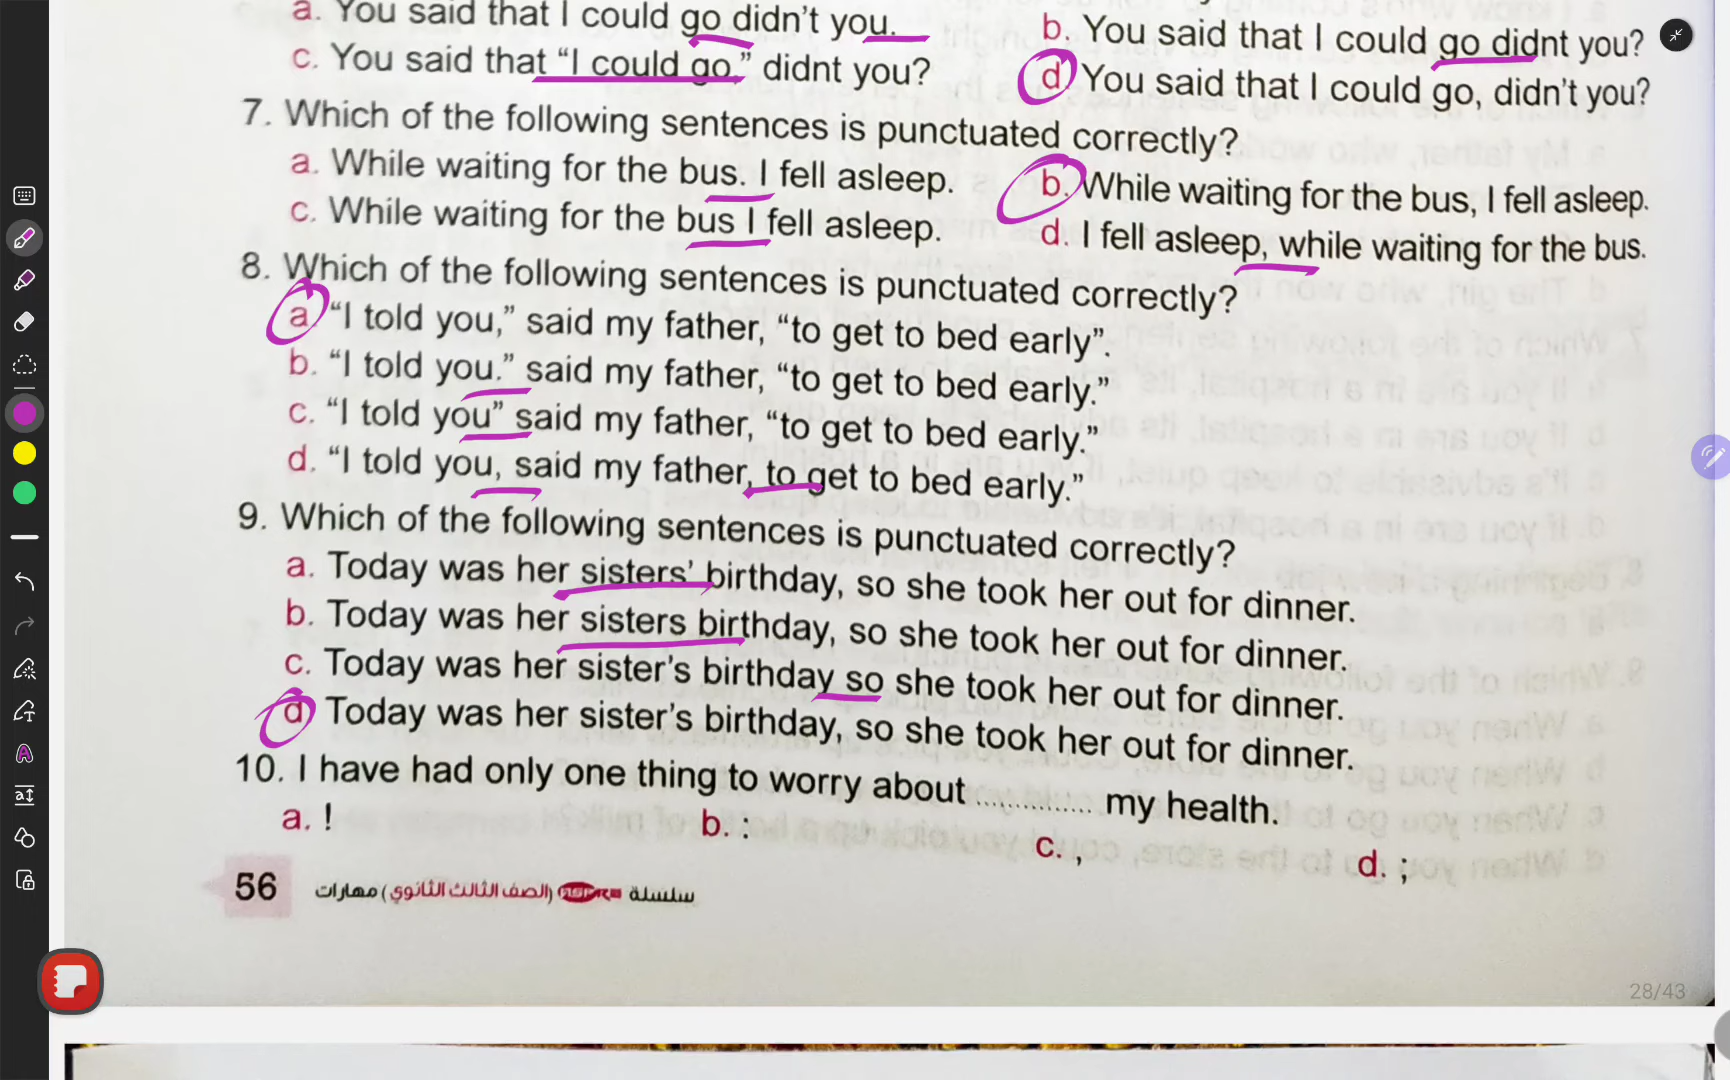 a. You said that I could go didn't you.
b. You said that I could go didnt you?
c. You said that “I could go.” didnt you?
d. You said that I could go, didn't you?
7. Which of the following sentences is punctuated correctly?
a. While waiting for the bus. I fell asleep.
b. While waiting for the bus, I fell asleep.
c. While waiting for the bus I fell asleep.
d. I fell asleep, while waiting for the bus.
8. Which of the following sentences is punctuated correctly?
a. “I told you,” said my father, “to get to bed early”.
b. “I told you.” said my father, “to get to bed early.”
c. “I told you” said my father, “to get to bed early.”
d. “I told you, said my father, to get to bed early.”
9. Which of the following sentences is punctuated correctly?
a. Today was her sisters’ birthday, so she took her out for dinner.
b. Today was her sisters birthday, so she took her out for dinner.
c. Today was her sister’s birthday so she took her out for dinner.
d. Today was her sister’s birthday, so she took her out for dinner.
10. I have had only one thing to worry about ............ my health.
a. !
b. :
c. ,
d. ;
56
سلسلة (الصف الثالث الثانوي) مهارات
28/43